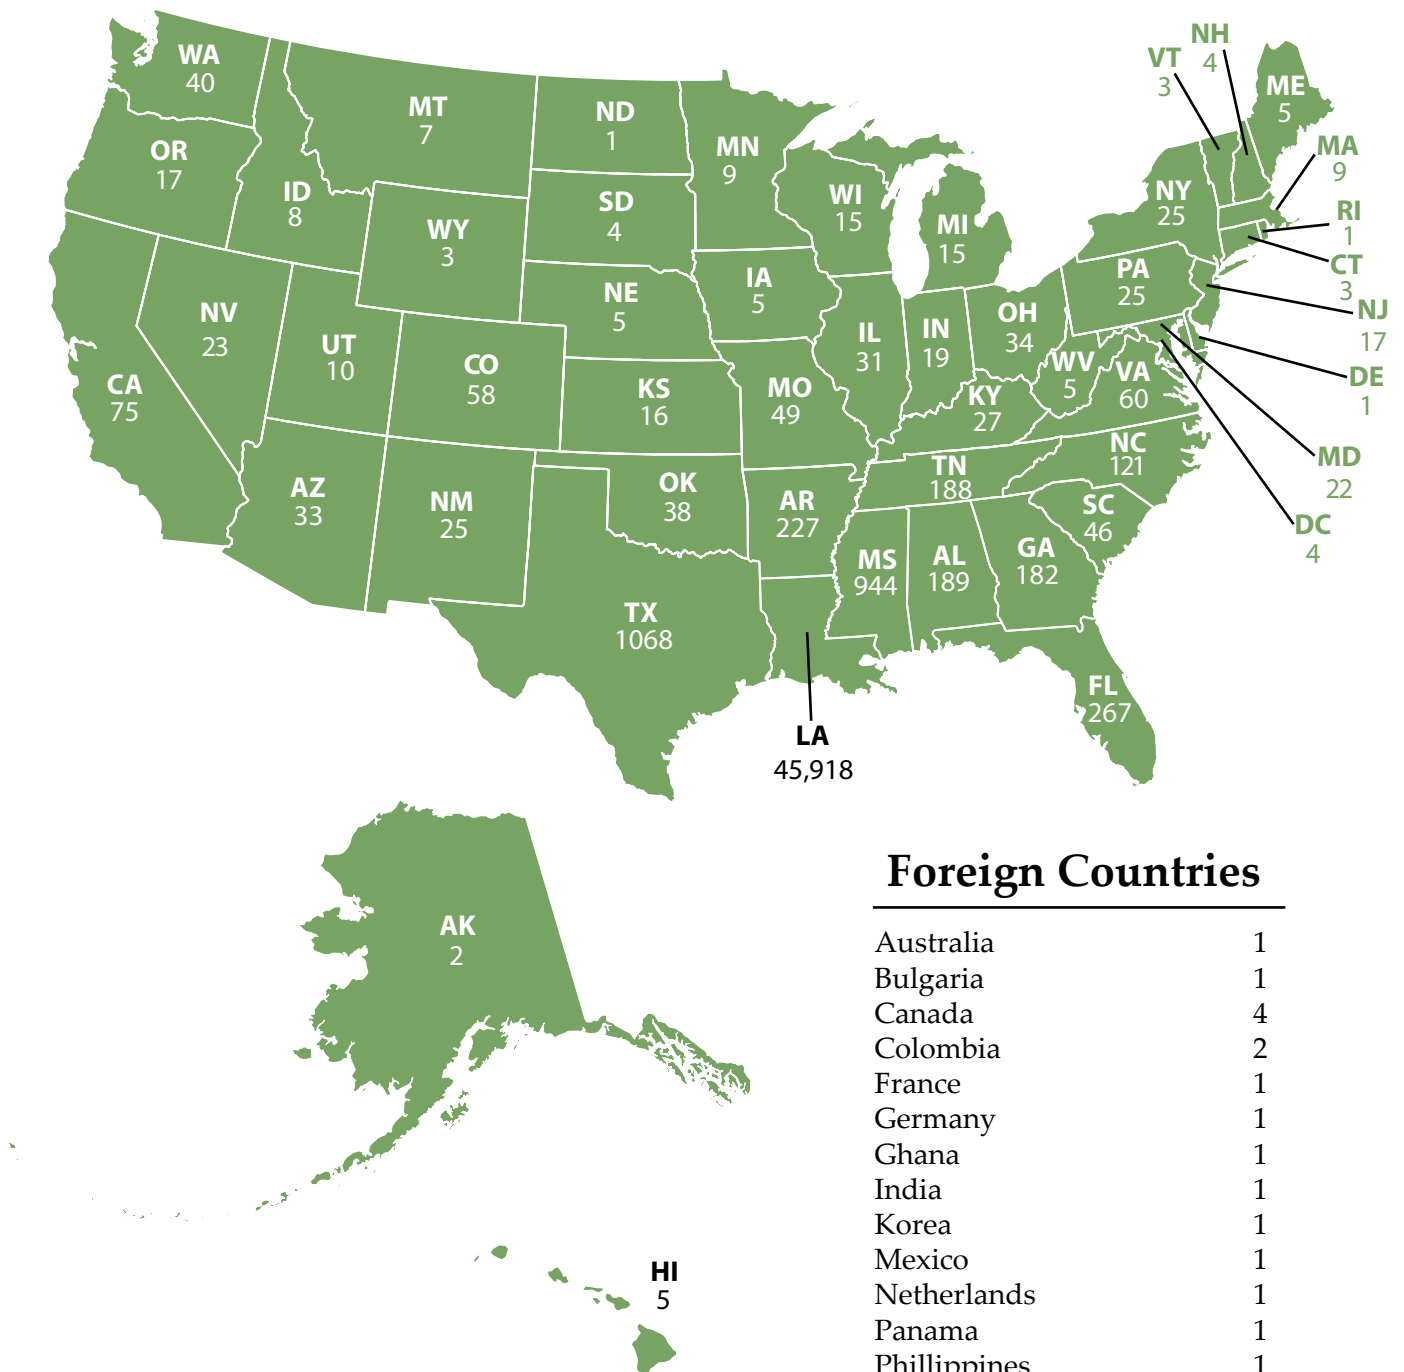 WA
40
OR
17
CA
75
NV
23
ID
8
MT
7
WY
3
UT
10
CO
58
AZ
33
NM
25
ND
1
SD
4
NE
5
KS
16
OK
38
TX
1068
MN
9
IA
5
MO
49
AR
227
LA
45,918
WI
15
IL
31
MI
15
IN
19
OH
34
KY
27
TN
188
MS
944
AL
189
GA
182
FL
267
SC
46
NC
121
VA
60
WV
5
PA
25
NY
25
VT
3
NH
4
ME
5
MA
9
RI
1
CT
3
NJ
17
DE
1
MD
22
DC
4
AK
2
HI
5
Foreign Countries
Australia 1
Bulgaria 1
Canada 4
Colombia 2
France 1
Germany 1
Ghana 1
India 1
Korea 1
Mexico 1
Netherlands 1
Panama 1
Phillippines 1